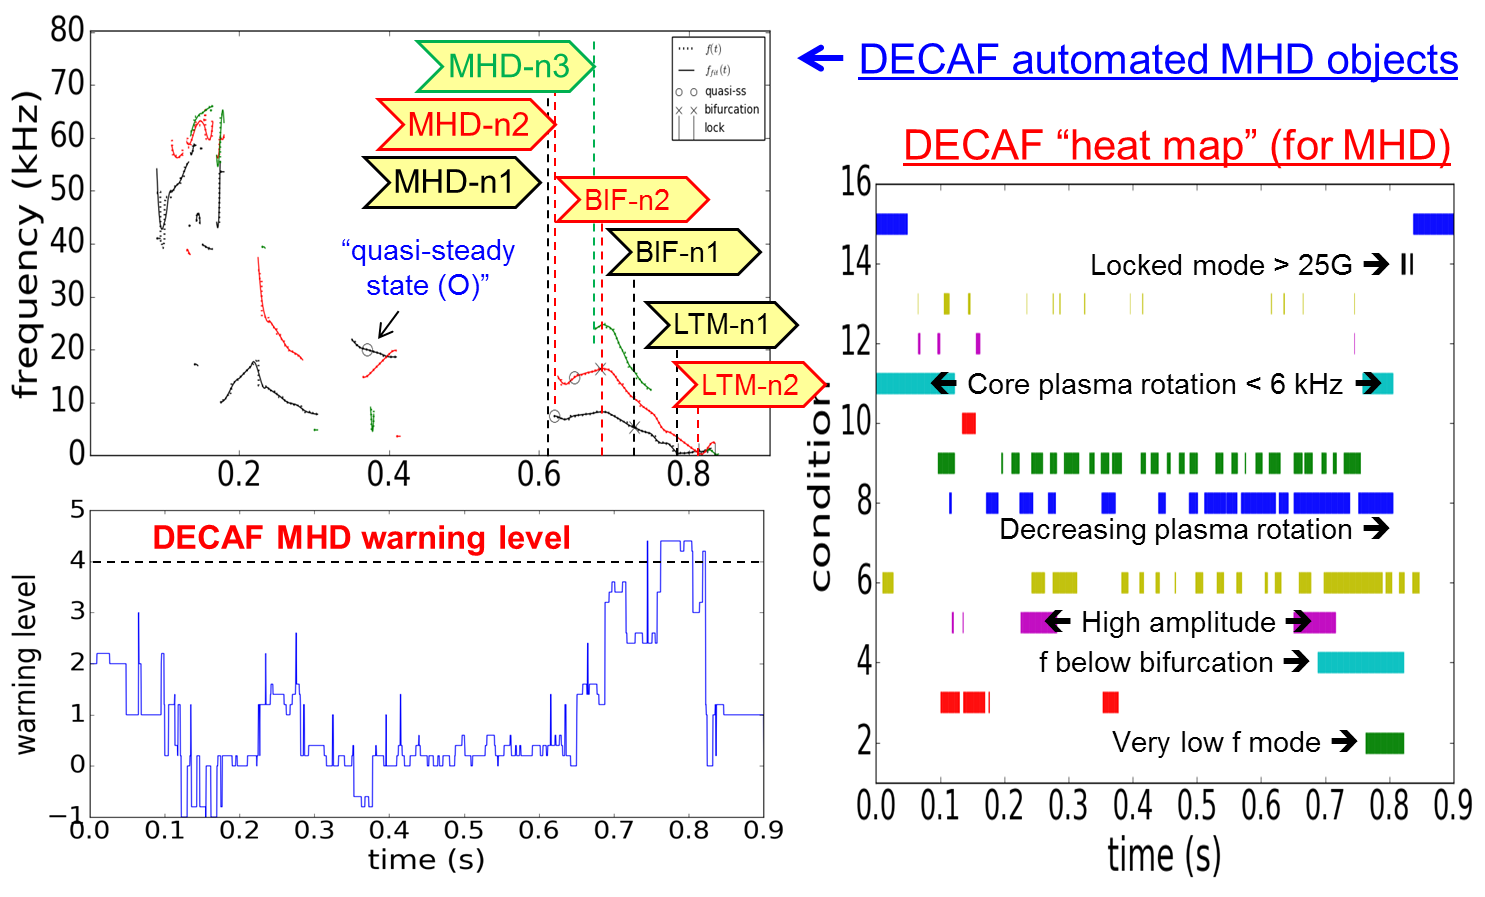 80
70
60
50
40
30
20
10
0
frequency (kHz)
0.2
0.4
0.6
0.8
MHD-n3
MHD-n2
MHD-n1
BIF-n2
BIF-n1
LTM-n1
LTM-n2
"quasi-steady
state (O)"
f(t)
f_fit(t)
quasi-ss
bifurcation
lock
← DECAF automated MHD objects
DECAF "heat map" (for MHD)
16
14
12
10
8
6
4
2
condition
Locked mode > 25G →
← Core plasma rotation < 6 kHz →
Decreasing plasma rotation →
← High amplitude →
f below bifurcation →
Very low f mode →
0.0 0.1 0.2 0.3 0.4 0.5 0.6 0.7 0.8 0.9
time (s)
DECAF MHD warning level
5
4
3
2
1
0
−1
warning level
0.0 0.1 0.2 0.3 0.4 0.5 0.6 0.7 0.8 0.9
time (s)